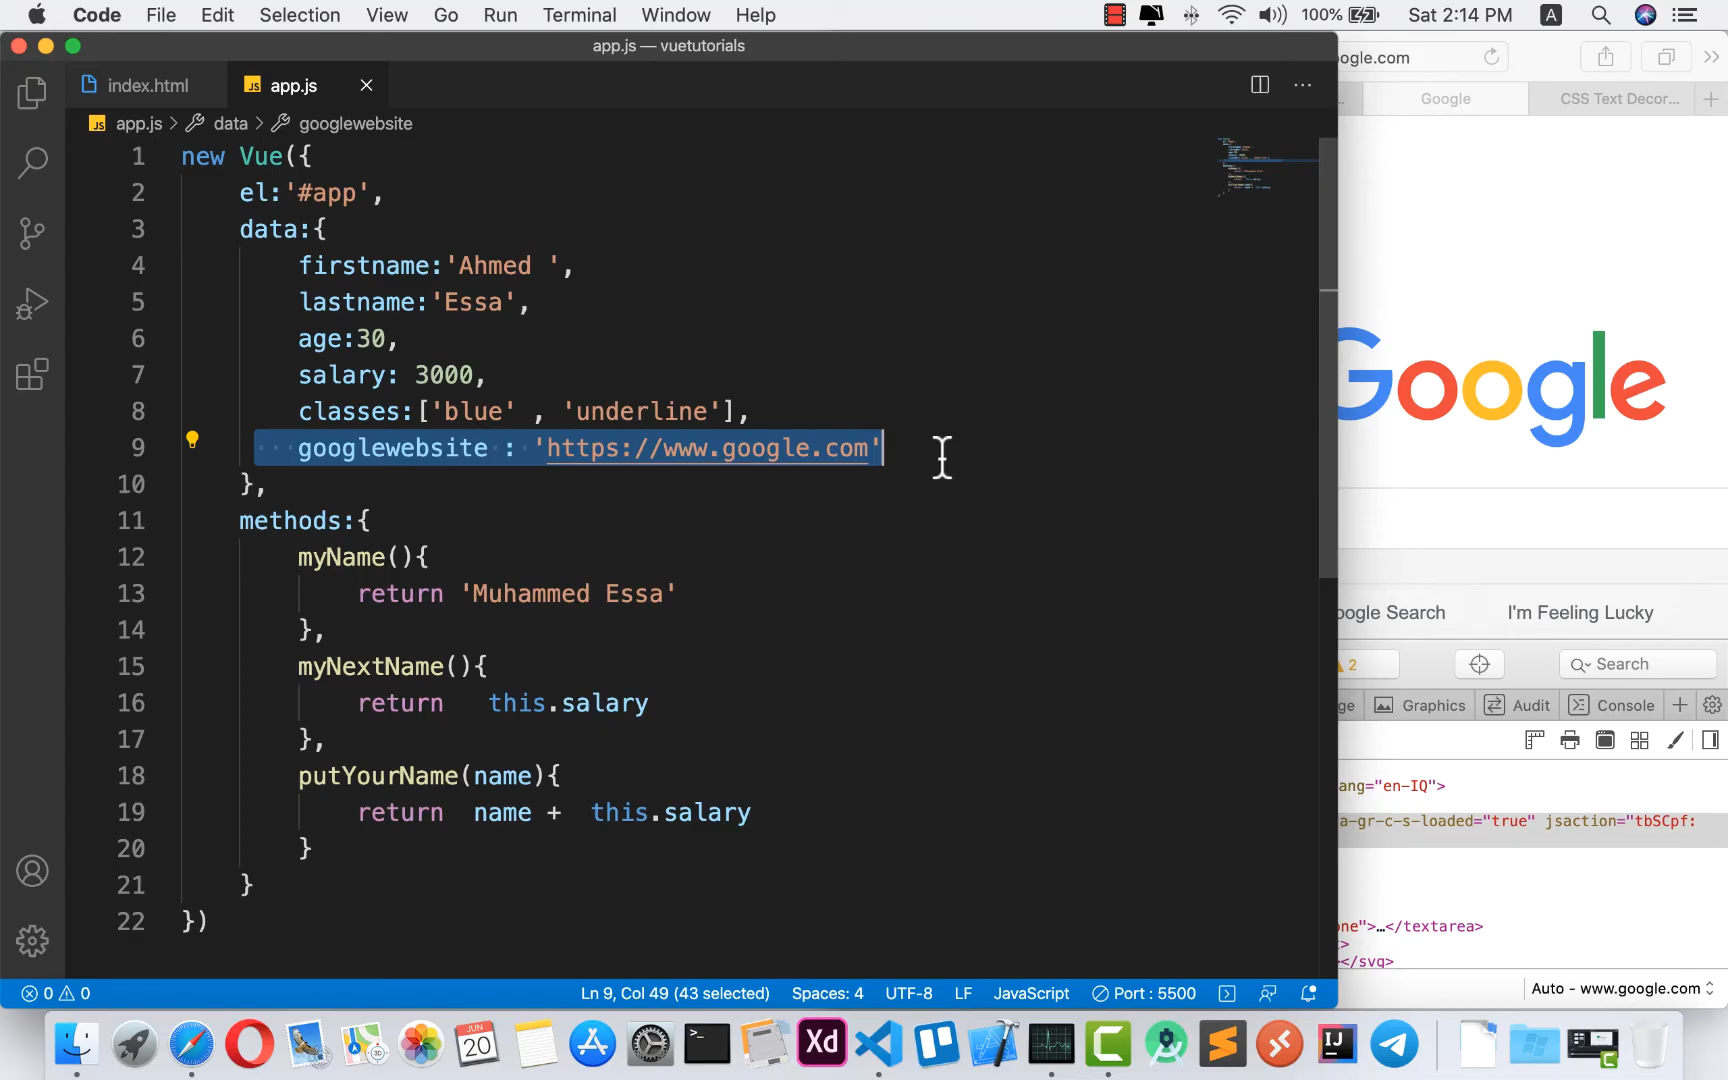 Code File Edit Selection View Go Run Terminal Window Help 100% Sat 2:14 PM A
app.js — vuetutorials
index.html
JS app.js
JS app.js > data > googlewebsite
1 new Vue({
2 el:'#app',
3 data:{
4 firstname:'Ahmed ',
5 lastname:'Essa',
6 age:30,
7 salary: 3000,
8 classes:['blue' , 'underline'],
9 googlewebsite : 'https://www.google.com'
10 },
11 methods:{
12 myName(){
13 return 'Muhammed Essa'
14 },
15 myNextName(){
16 return this.salary
17 },
18 putYourName(name){
19 return name + this.salary
20 }
21 }
22 })
0 0 Ln 9, Col 49 (43 selected) Spaces: 4 UTF-8 LF JavaScript Port : 5500
ogle.com
Google CSS Text Decor...
Google
oogle Search I'm Feeling Lucky
2 Search
ge Graphics Audit Console
ang="en-IQ">
a-gr-c-s-loaded="true" jsaction="tbSCpf:
one">…</textarea>
>
></svg>
Auto - www.google.com
3D JUN 20 Xd IJ